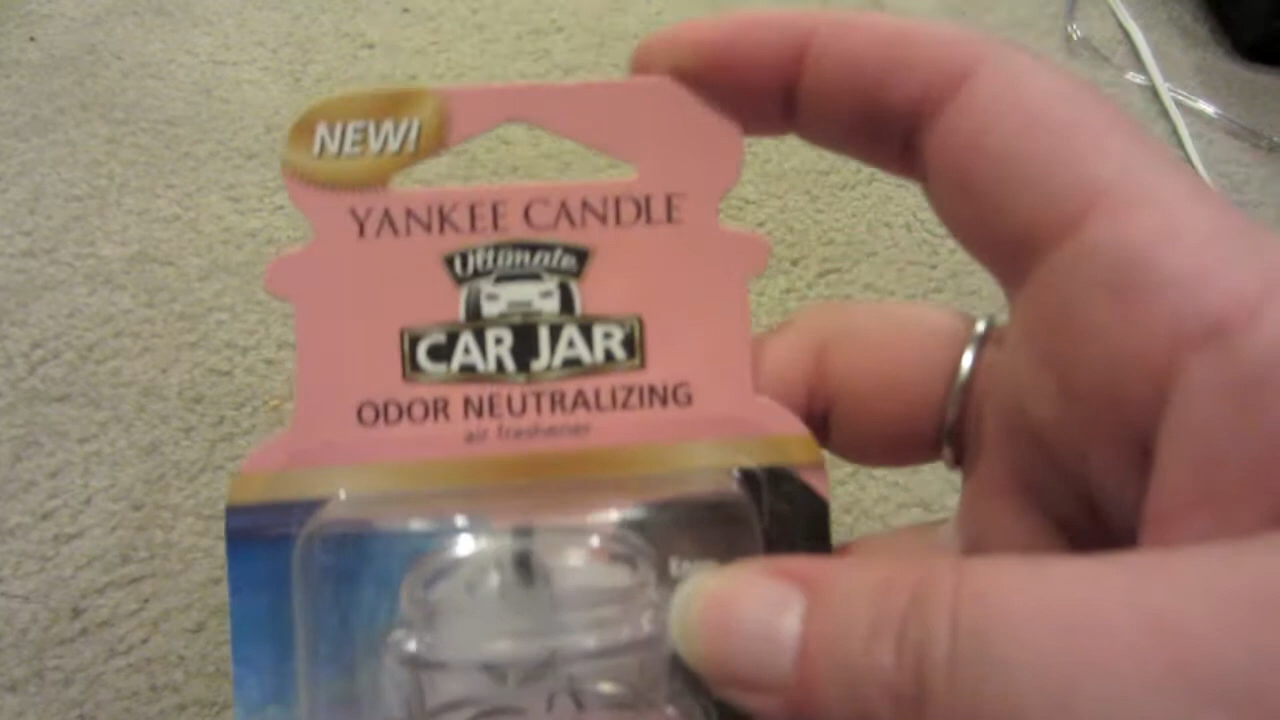 NEW!
YANKEE CANDLE
Ultimate
CAR JAR
ODOR NEUTRALIZING
air freshener